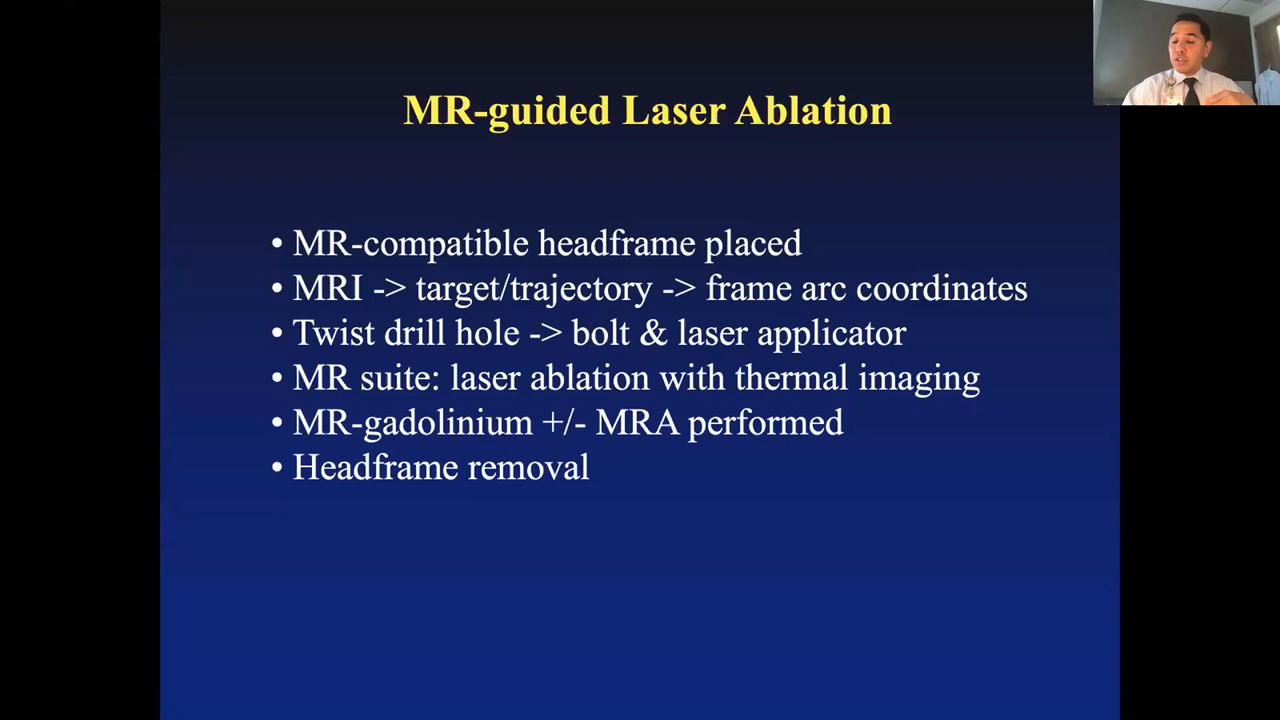 MR-guided Laser Ablation
• MR-compatible headframe placed
• MRI -> target/trajectory -> frame arc coordinates
• Twist drill hole -> bolt & laser applicator
• MR suite: laser ablation with thermal imaging
• MR-gadolinium +/- MRA performed
• Headframe removal